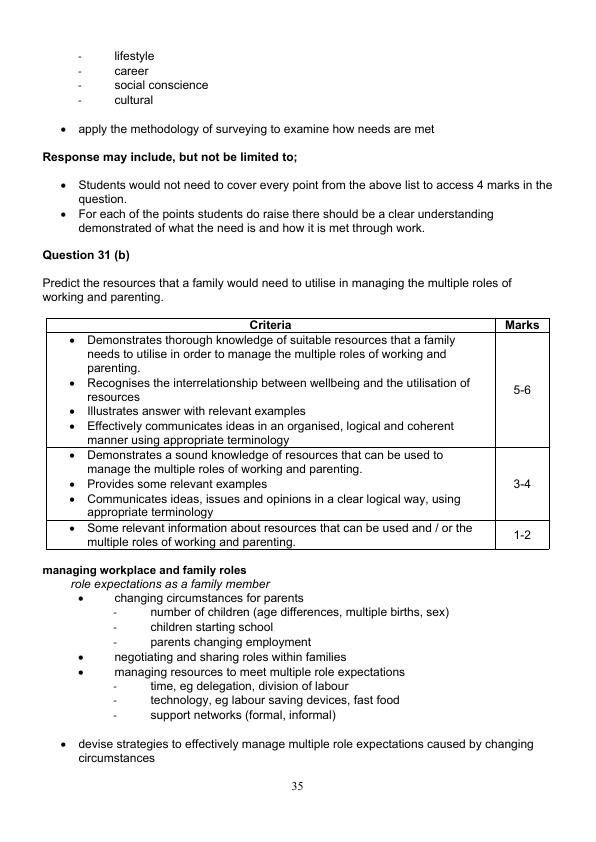 - lifestyle
- career
- social conscience
- cultural
• apply the methodology of surveying to examine how needs are met
Response may include, but not be limited to;
• Students would not need to cover every point from the above list to access 4 marks in the
question.
• For each of the points students do raise there should be a clear understanding
demonstrated of what the need is and how it is met through work.
Question 31 (b)
Predict the resources that a family would need to utilise in managing the multiple roles of
working and parenting.
Criteria Marks
• Demonstrates thorough knowledge of suitable resources that a family
needs to utilise in order to manage the multiple roles of working and
parenting.
• Recognises the interrelationship between wellbeing and the utilisation of
resources
• Illustrates answer with relevant examples
• Effectively communicates ideas in an organised, logical and coherent
manner using appropriate terminology
5-6
• Demonstrates a sound knowledge of resources that can be used to
manage the multiple roles of working and parenting.
• Provides some relevant examples
• Communicates ideas, issues and opinions in a clear logical way, using
appropriate terminology
3-4
• Some relevant information about resources that can be used and / or the
multiple roles of working and parenting.
1-2
managing workplace and family roles
role expectations as a family member
• changing circumstances for parents
- number of children (age differences, multiple births, sex)
- children starting school
- parents changing employment
• negotiating and sharing roles within families
• managing resources to meet multiple role expectations
- time, eg delegation, division of labour
- technology, eg labour saving devices, fast food
- support networks (formal, informal)
• devise strategies to effectively manage multiple role expectations caused by changing
circumstances
35